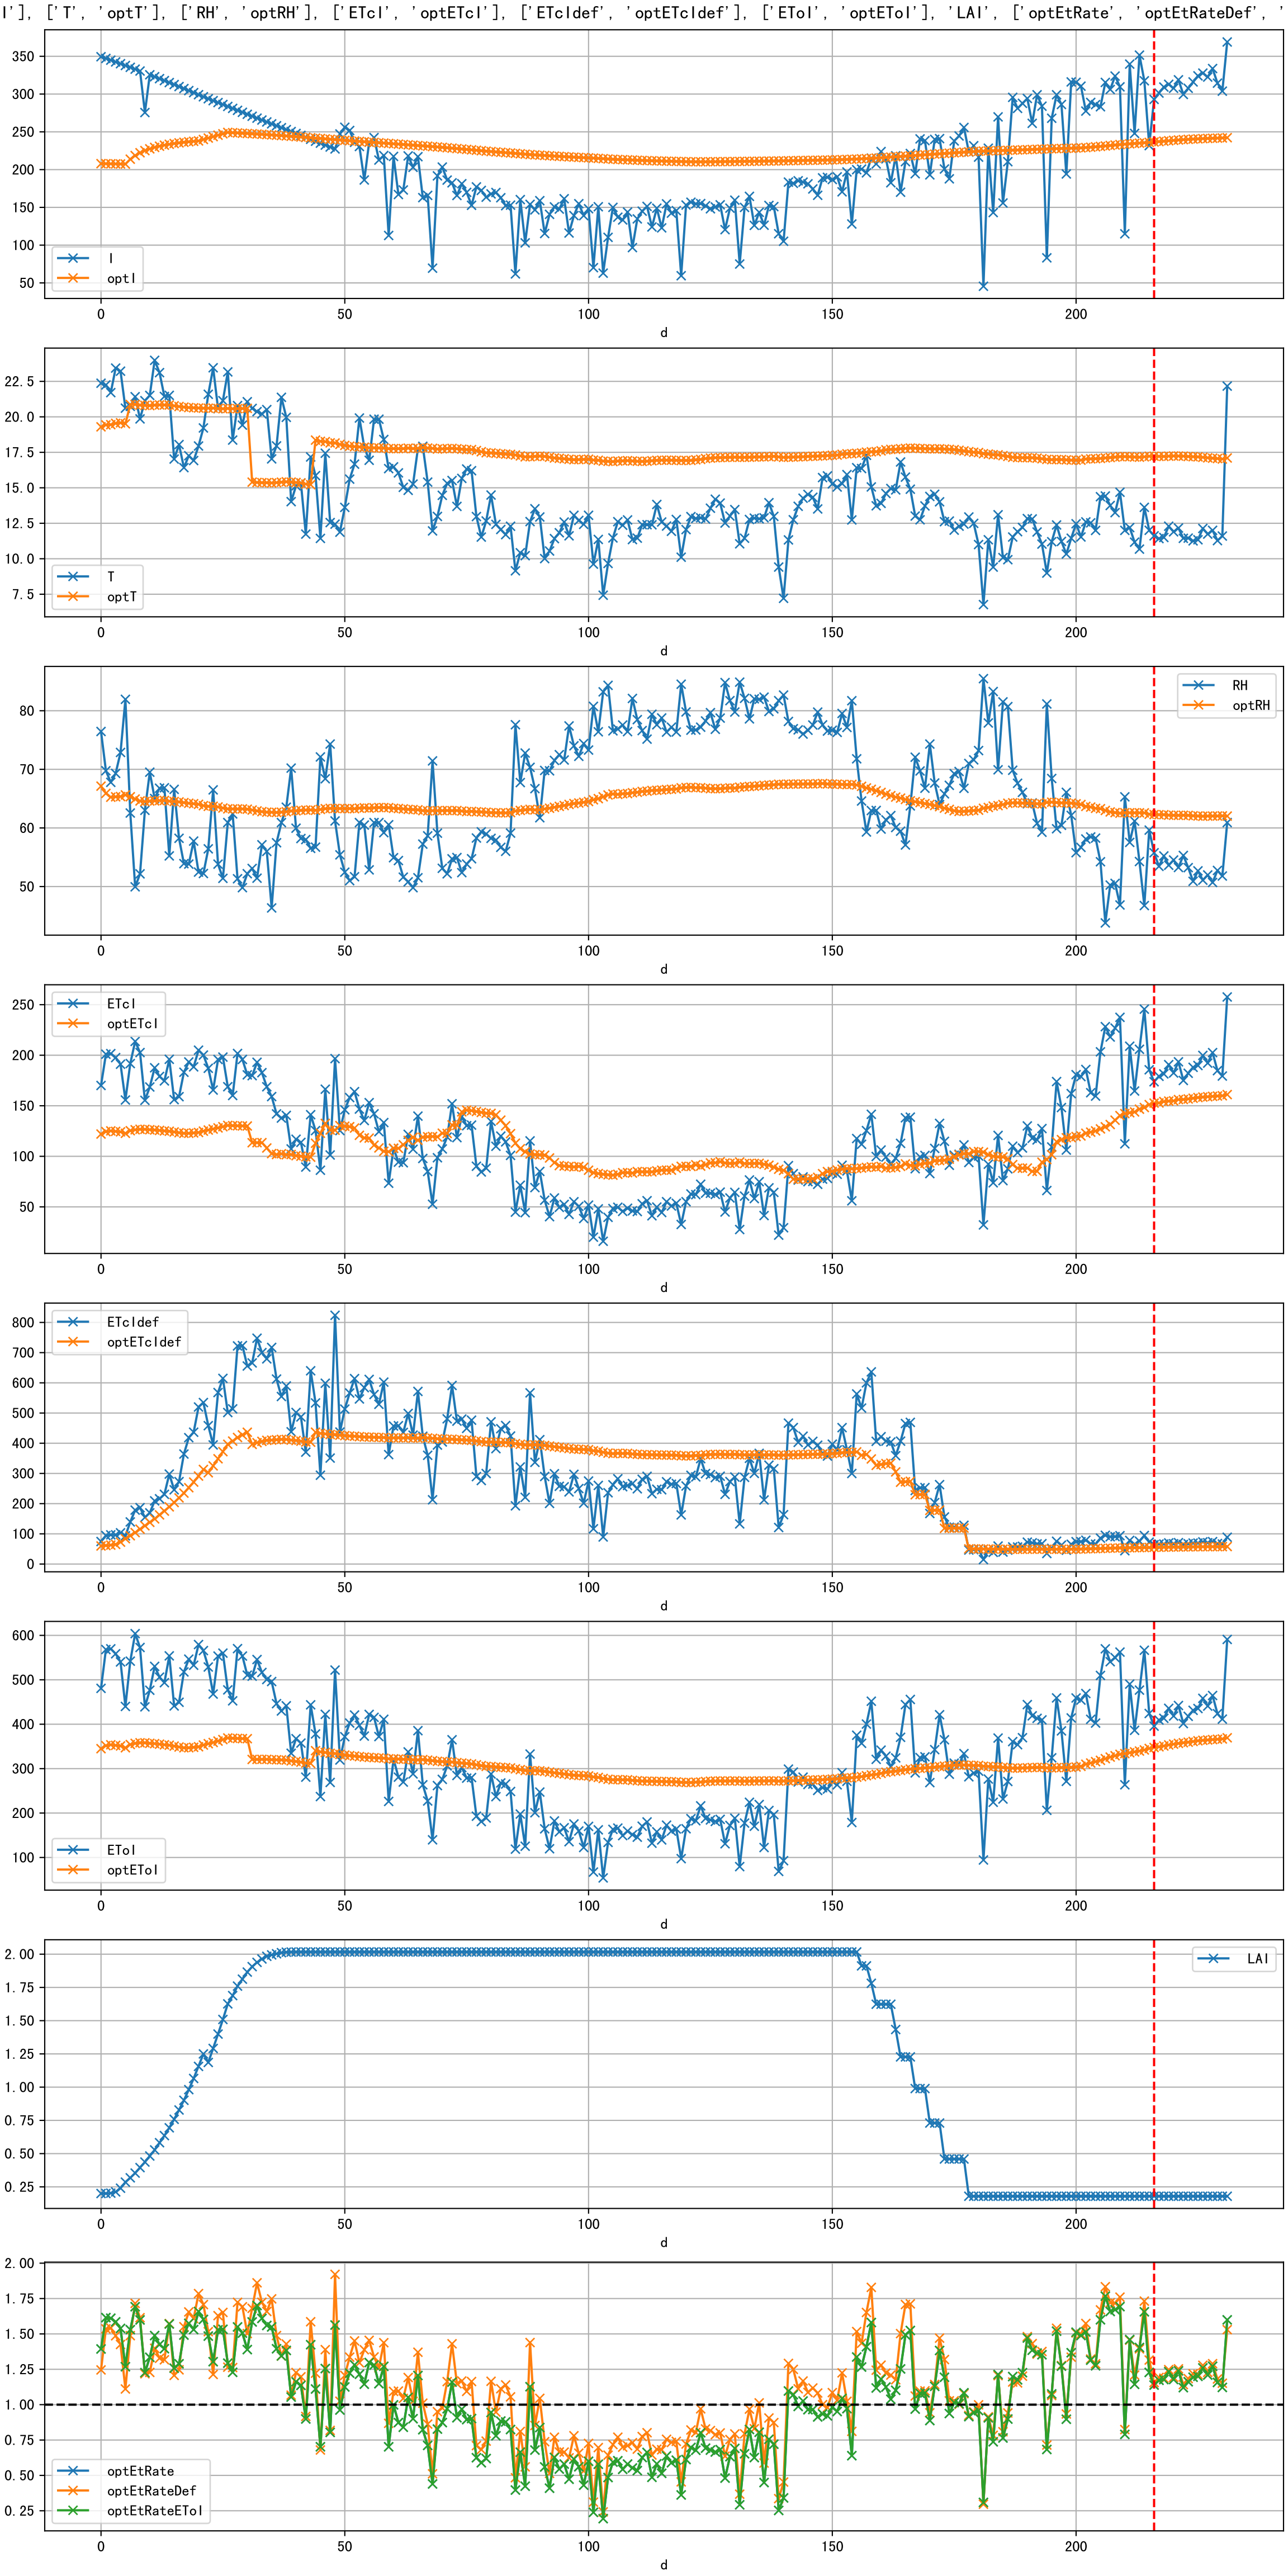 I'], ['T', 'optT'], ['RH', 'optRH'], ['ETcI', 'optETcI'], ['ETcIdef', 'optETcIdef'], ['EToI', 'optEToI'], 'LAI', ['optEtRate', 'optEtRateDef', '
350
300
250
200
150
100
50
I
optI
0 50 100 150 200
d
22.5
20.0
17.5
15.0
12.5
10.0
7.5
T
optT
0 50 100 150 200
d
80
70
60
50
RH
optRH
0 50 100 150 200
d
250
200
150
100
50
ETcI
optETcI
0 50 100 150 200
d
800
700
600
500
400
300
200
100
0
ETcIdef
optETcIdef
0 50 100 150 200
d
600
500
400
300
200
100
EToI
optEToI
0 50 100 150 200
d
2.00
1.75
1.50
1.25
1.00
0.75
0.50
0.25
LAI
0 50 100 150 200
d
2.00
1.75
1.50
1.25
1.00
0.75
0.50
0.25
optEtRate
optEtRateDef
optEtRateEToI
0 50 100 150 200
d